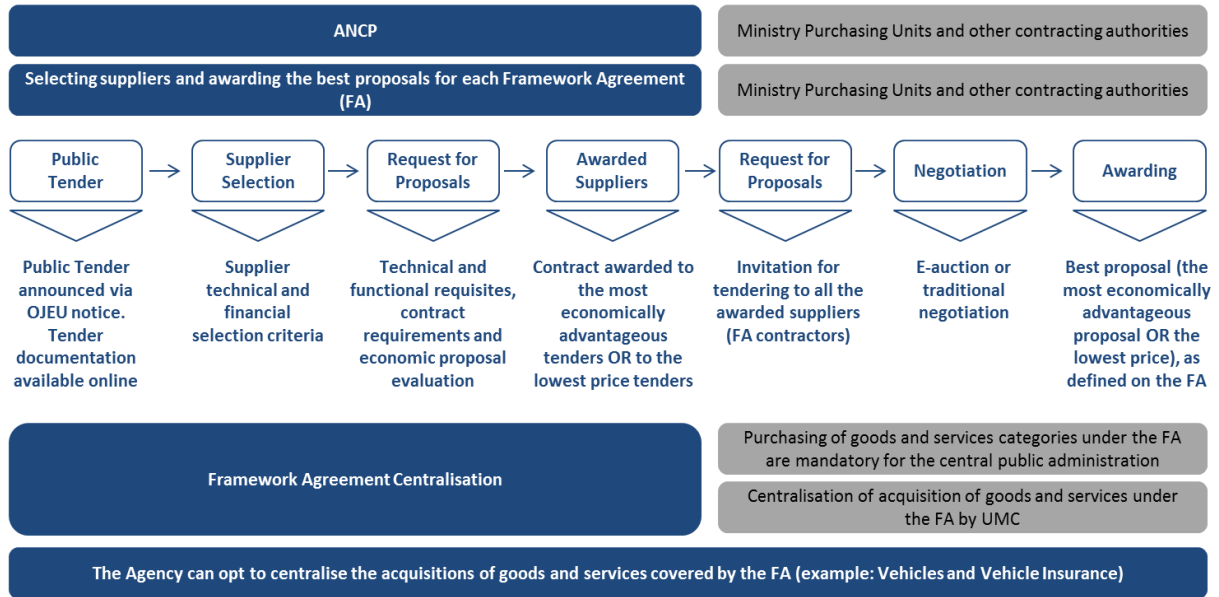 ANCP
Ministry Purchasing Units and other contracting authorities
Selecting suppliers and awarding the best proposals for each Framework Agreement
(FA)
Ministry Purchasing Units and other contracting authorities
Public
Tender
Supplier
Selection
Request for
Proposals
Awarded
Suppliers
Request for
Proposals
Negotiation
Awarding
Public Tender
announced via
OJEU notice.
Tender
documentation
available online
Supplier
technical and
financial
selection criteria
Technical and
functional requisites,
contract
requirements and
economic proposal
evaluation
Contract awarded to
the most
economically
advantageous
tenders OR to the
lowest price tenders
Invitation for
tendering to all the
awarded suppliers
(FA contractors)
E-auction or
traditional
negotiation
Best proposal (the
most economically
advantageous
proposal OR the
lowest price), as
defined on the FA
Framework Agreement Centralisation
Purchasing of goods and services categories under the FA
are mandatory for the central public administration
Centralisation of acquisition of goods and services under
the FA by UMC
The Agency can opt to centralise the acquisitions of goods and services covered by the FA (example: Vehicles and Vehicle Insurance)